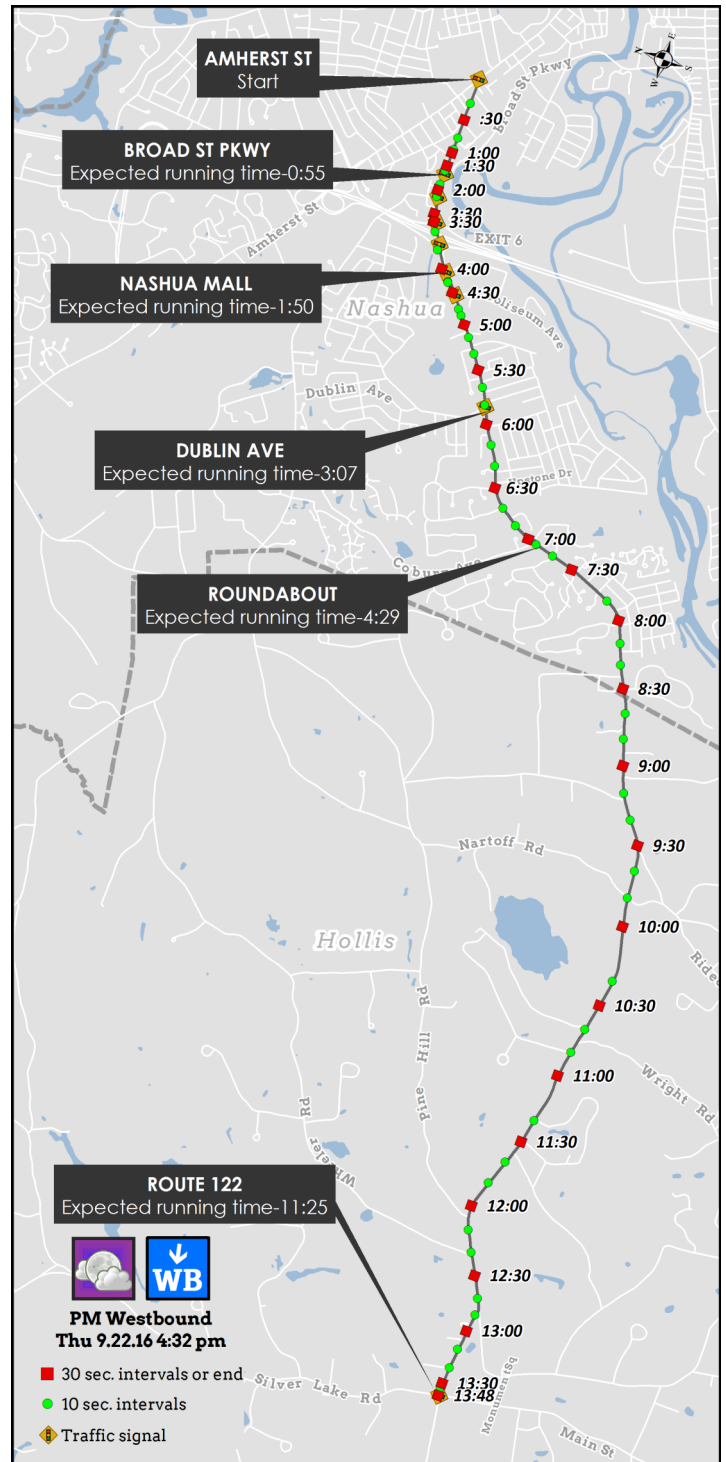 AMHERST ST
Start
Broad St Pkwy
N
E
S
W
:30
1:00
1:30
BROAD ST PKWY
Expected running time-0:55
2:00
2:30
3:30
Amherst St
EXIT 6
4:00
NASHUA MALL
Expected running time-1:50
4:30
Nashua
5:00
5:30
Dublin Ave
6:00
DUBLIN AVE
Expected running time-3:07
6:30
7:00
7:30
ROUNDABOUT
Expected running time-4:29
8:00
8:30
9:00
Nartoff Rd
9:30
10:00
Hollis
10:30
Pine Hill Rd
11:00
Wright Rd
11:30
Wheeler Rd
ROUTE 122
Expected running time-11:25
12:00
WB
12:30
PM Westbound
Thu 9.22.16 4:32 pm
13:00
30 sec. intervals or end
10 sec. intervals
Traffic signal
Silver Lake Rd
13:30
13:48
Monument Sq
Main St